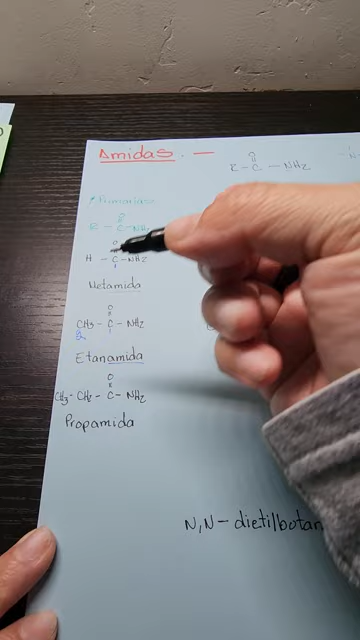 Amidas. —
O
R - C - NH2
Primarias
O
R - C - NH2
O
H - C - NH2
Metamida
O
CH3 - C - NH2
Etanamida
O
CH3 - CH2 - C - NH2
Propamida
N,N - dietilbotan